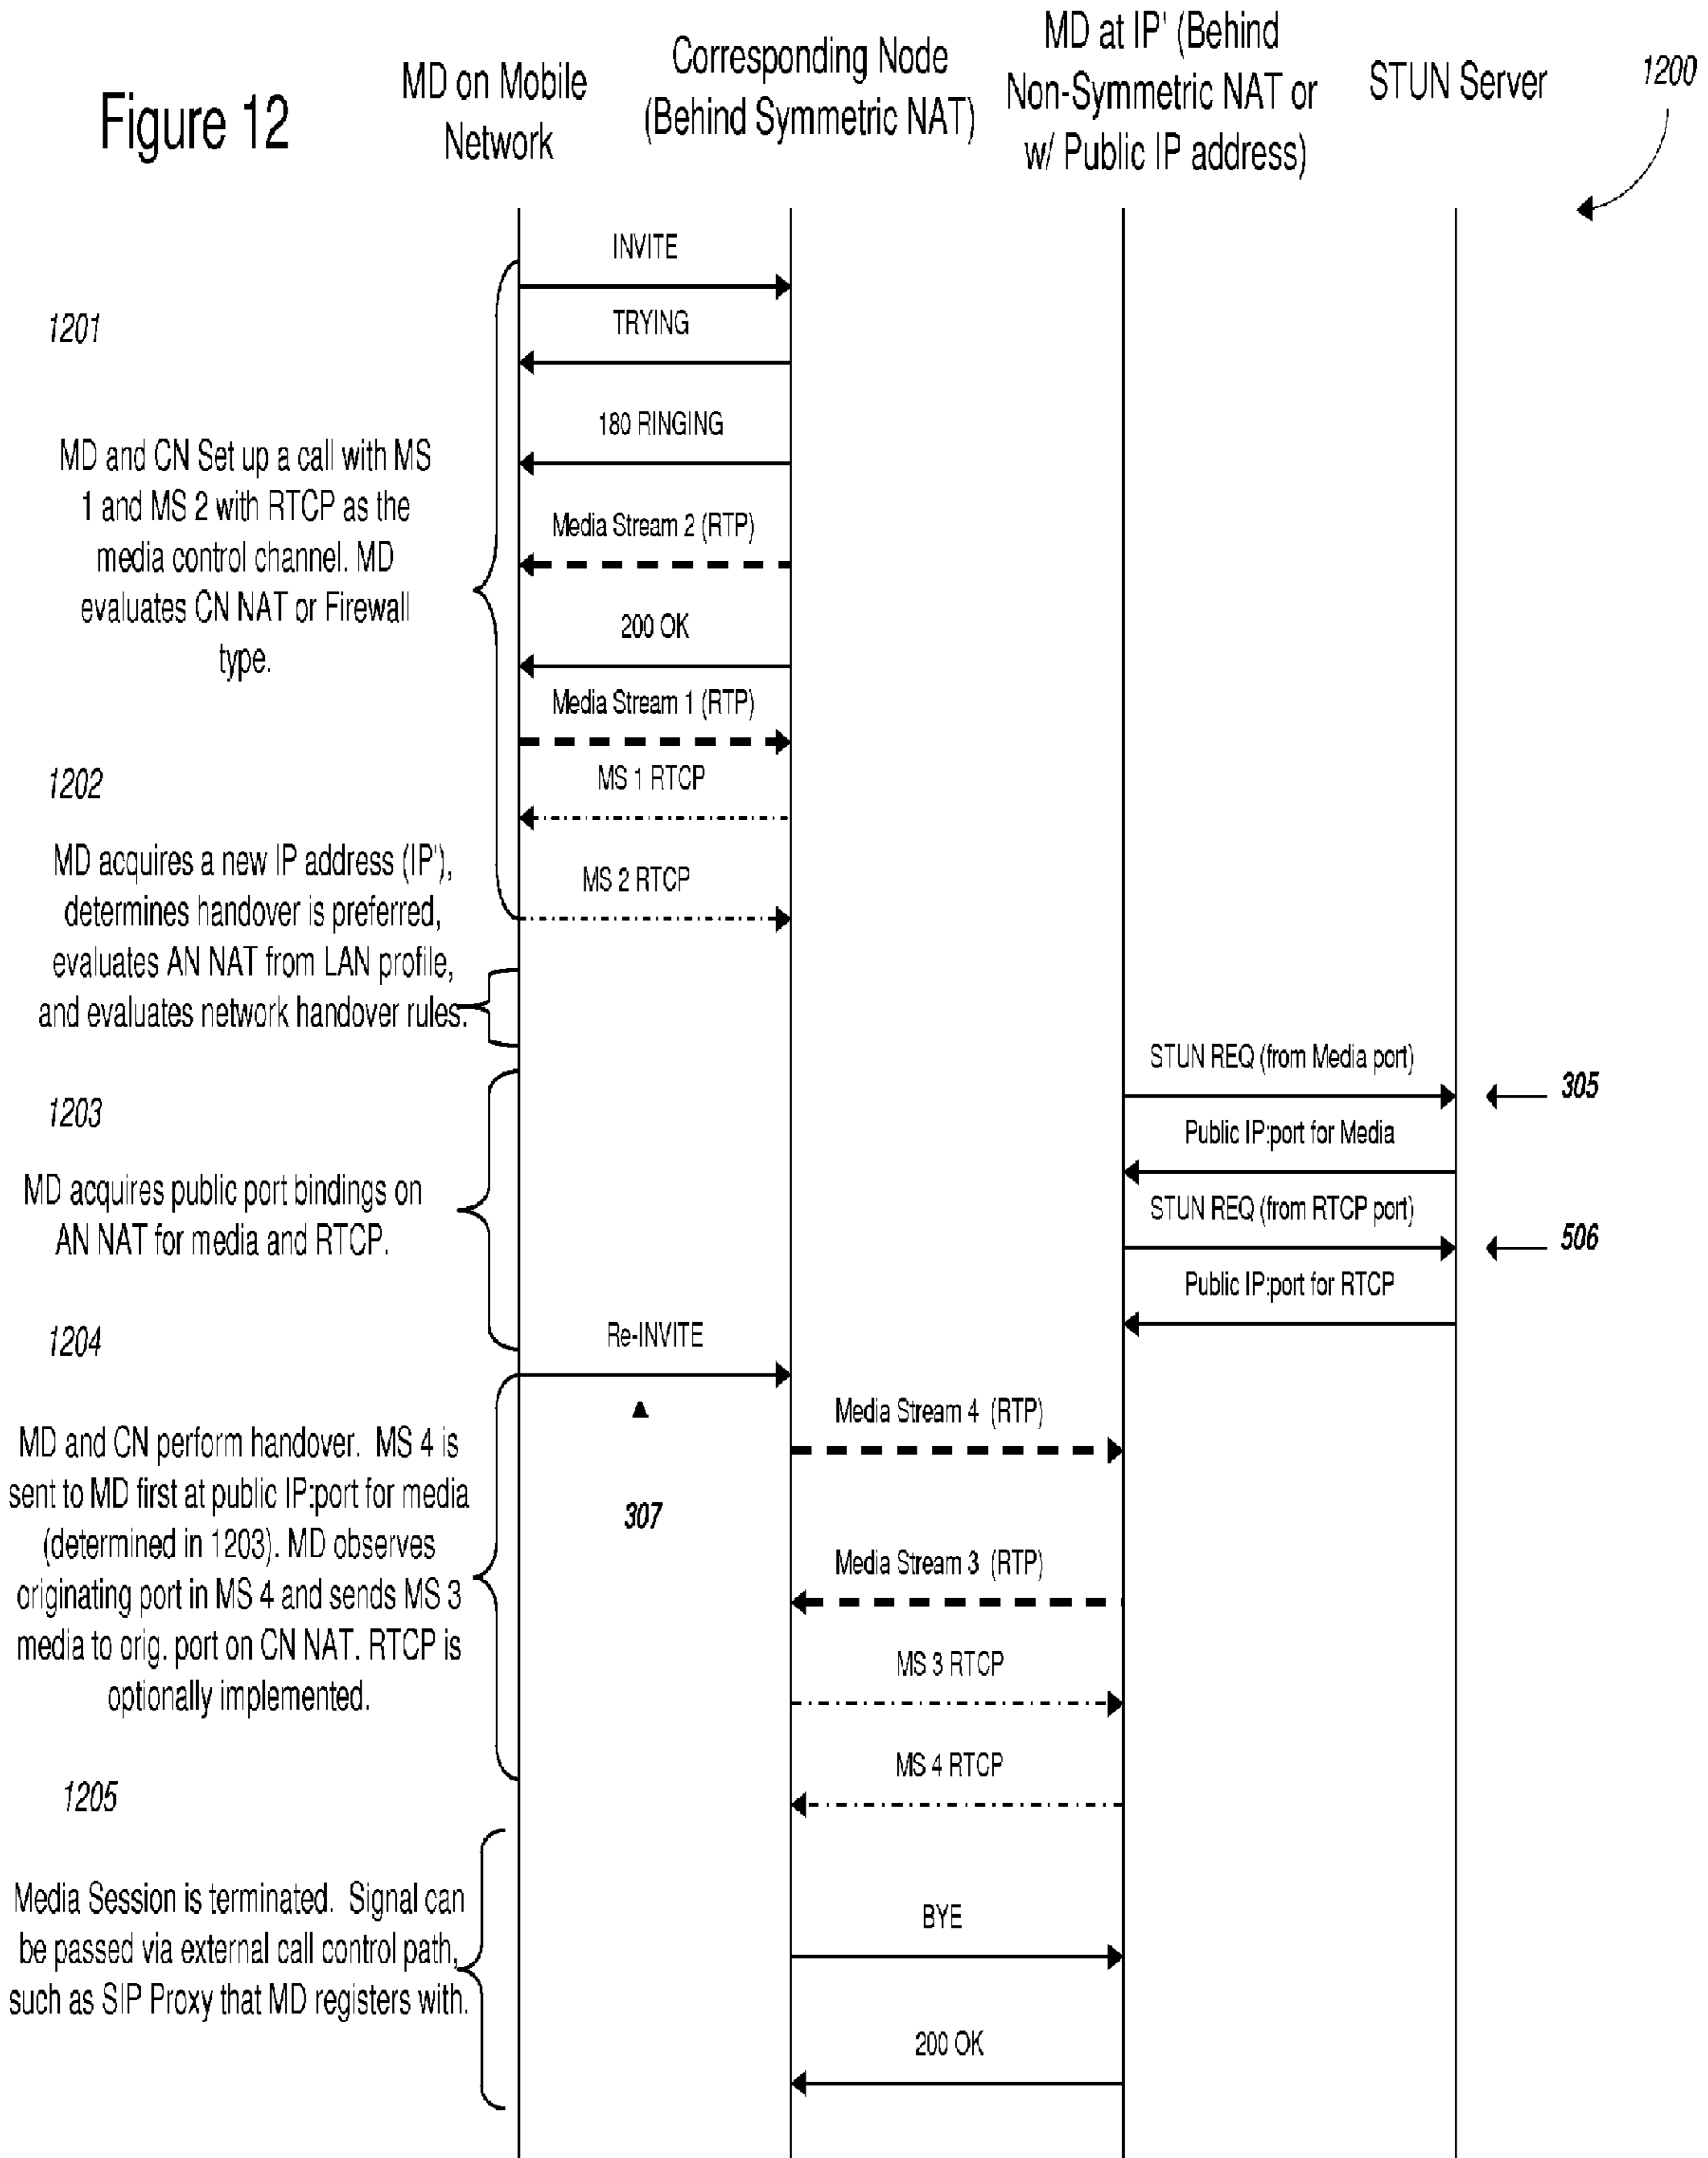 Figure 12
MD on Mobile
Network
Corresponding Node
(Behind Symmetric NAT)
MD at IP' (Behind
Non-Symmetric NAT or
w/ Public IP address)
STUN Server
1200
INVITE
1201
TRYING
180 RINGING
MD and CN Set up a call with MS
1 and MS 2 with RTCP as the
media control channel. MD
evaluates CN NAT or Firewall
type.
Media Stream 2 (RTP)
200 OK
Media Stream 1 (RTP)
1202
MS 1 RTCP
MD acquires a new IP address (IP'),
determines handover is preferred,
evaluates AN NAT from LAN profile,
and evaluates network handover rules.
MS 2 RTCP
STUN REQ (from Media port)
305
1203
Public IP:port for Media
MD acquires public port bindings on
AN NAT for media and RTCP.
STUN REQ (from RTCP port)
506
Public IP:port for RTCP
1204
Re-INVITE
Media Stream 4 (RTP)
MD and CN perform handover. MS 4 is
sent to MD first at public IP:port for media
(determined in 1203). MD observes
originating port in MS 4 and sends MS 3
media to orig. port on CN NAT. RTCP is
optionally implemented.
307
Media Stream 3 (RTP)
MS 3 RTCP
MS 4 RTCP
1205
Media Session is terminated. Signal can
be passed via external call control path,
such as SIP Proxy that MD registers with.
BYE
200 OK